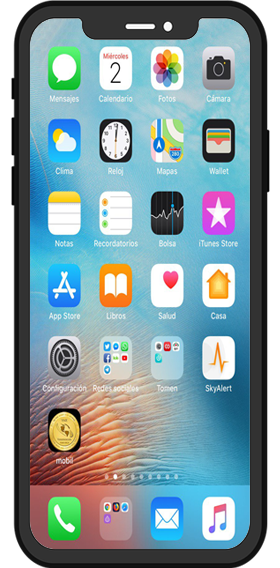 Miércoles
2
Mensajes Calendario Fotos Cámara
280
Clima Reloj Mapas Wallet
Notas Recordatorios Bolsa iTunes Store
App Store Libros Salud Casa
Configuración Redes sociales Tomen SkyAlert
mobil